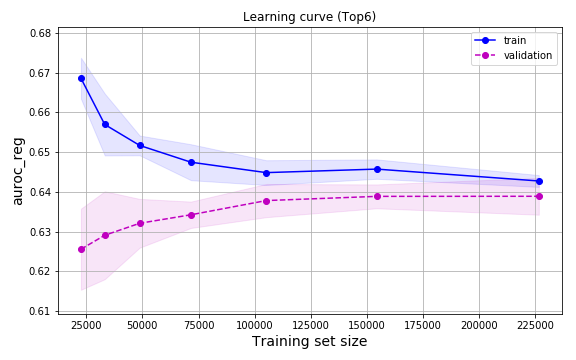 Learning curve (Top6)
train
validation
auroc_reg
0.68
0.67
0.66
0.65
0.64
0.63
0.62
0.61
25000 50000 75000 100000 125000 150000 175000 200000 225000
Training set size